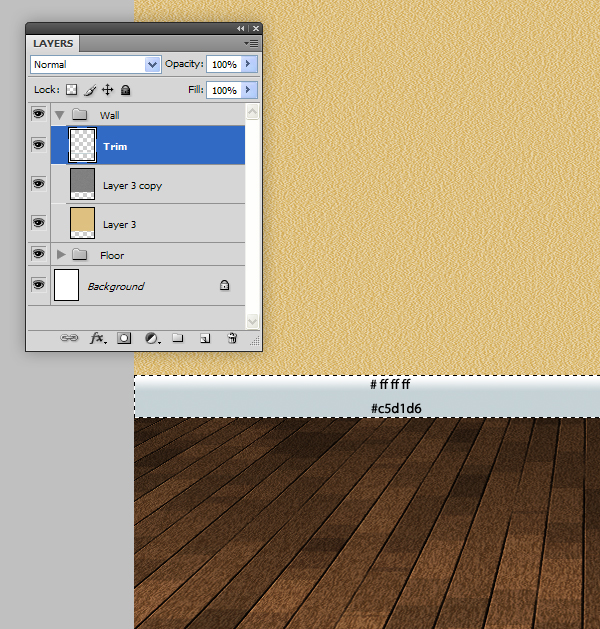 LAYERS
Normal Opacity: 100%
Lock: Fill: 100%
Wall
Trim
Layer 3 copy
Layer 3
Floor
Background
fx
# ff ff ff
#c5d1d6